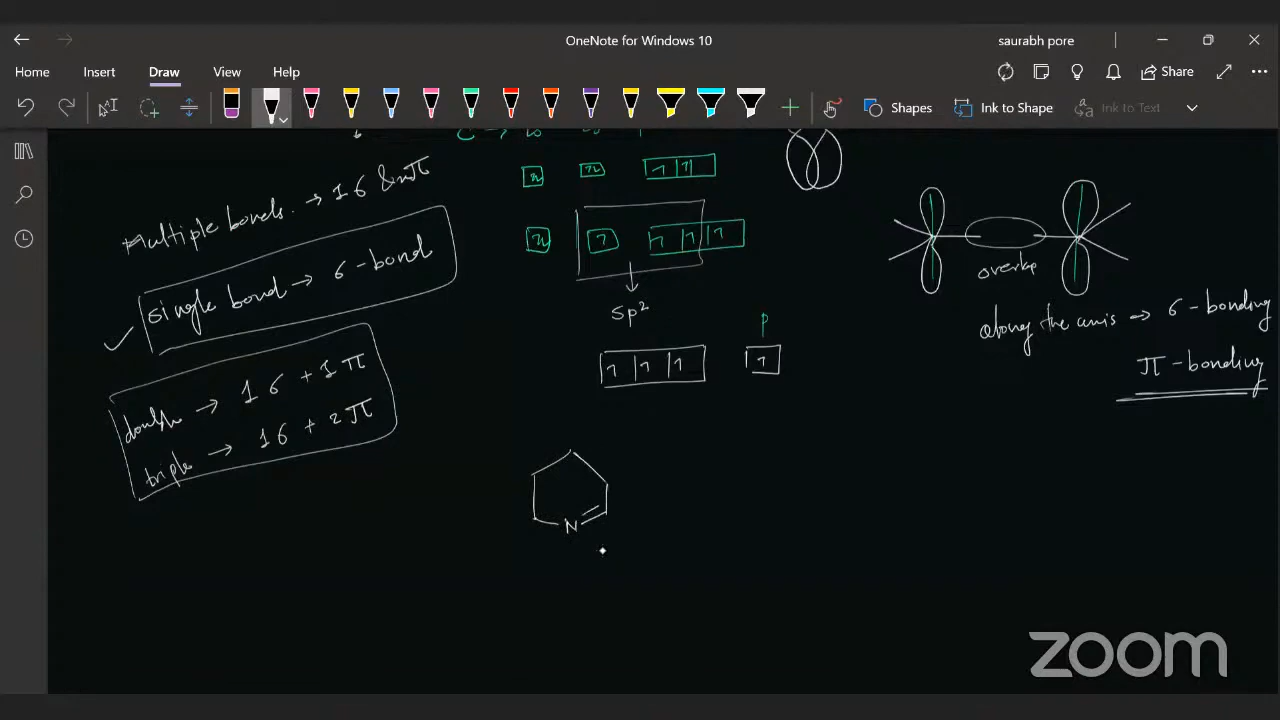 OneNote for Windows 10
saurabh pore
Home Insert Draw View Help
Share
Shapes Ink to Shape Ink to Text
Multiple bonds. → 1 σ & nπ
Single bond → σ - bond
double → 1 σ + 1 π
triple → 1 σ + 2 π
sp²
p
overlap
along the axis → σ - bonding
π - bonding
N
zoom